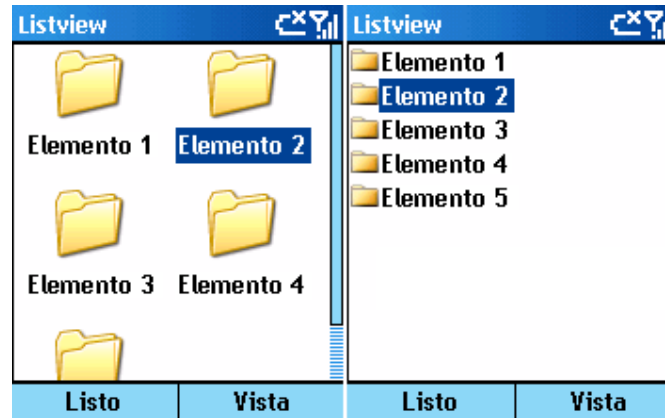 Listview
Elemento 1
Elemento 2
Elemento 3
Elemento 4
Listo
Vista
Listview
Elemento 1
Elemento 2
Elemento 3
Elemento 4
Elemento 5
Listo
Vista